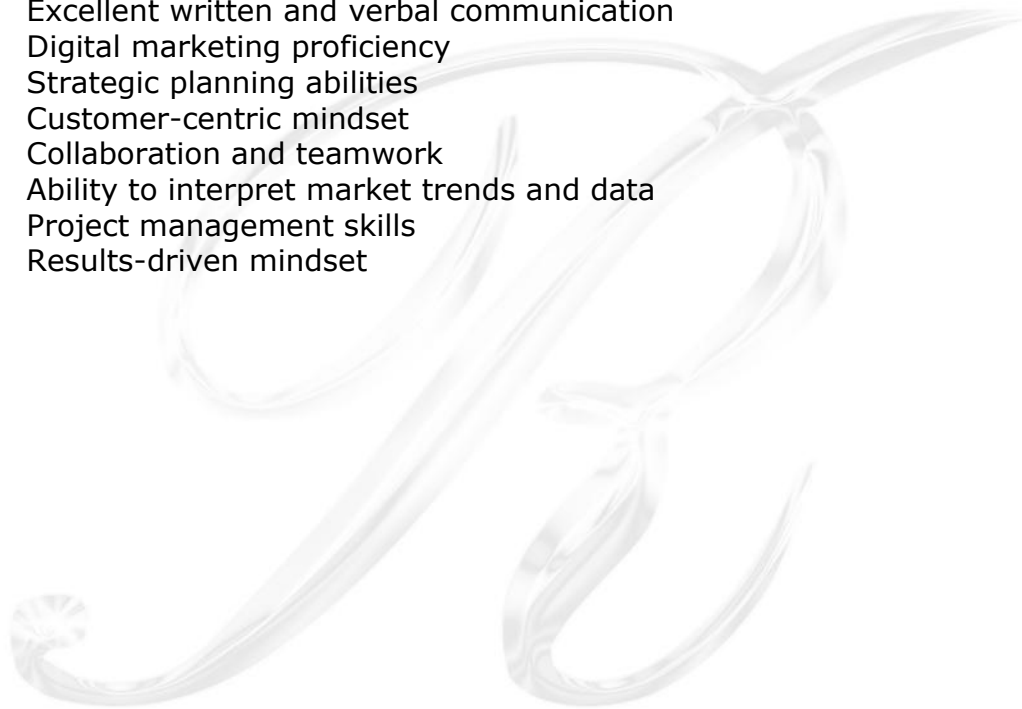 Excellent written and verbal communication
Digital marketing proficiency
Strategic planning abilities
Customer-centric mindset
Collaboration and teamwork
Ability to interpret market trends and data
Project management skills
Results-driven mindset